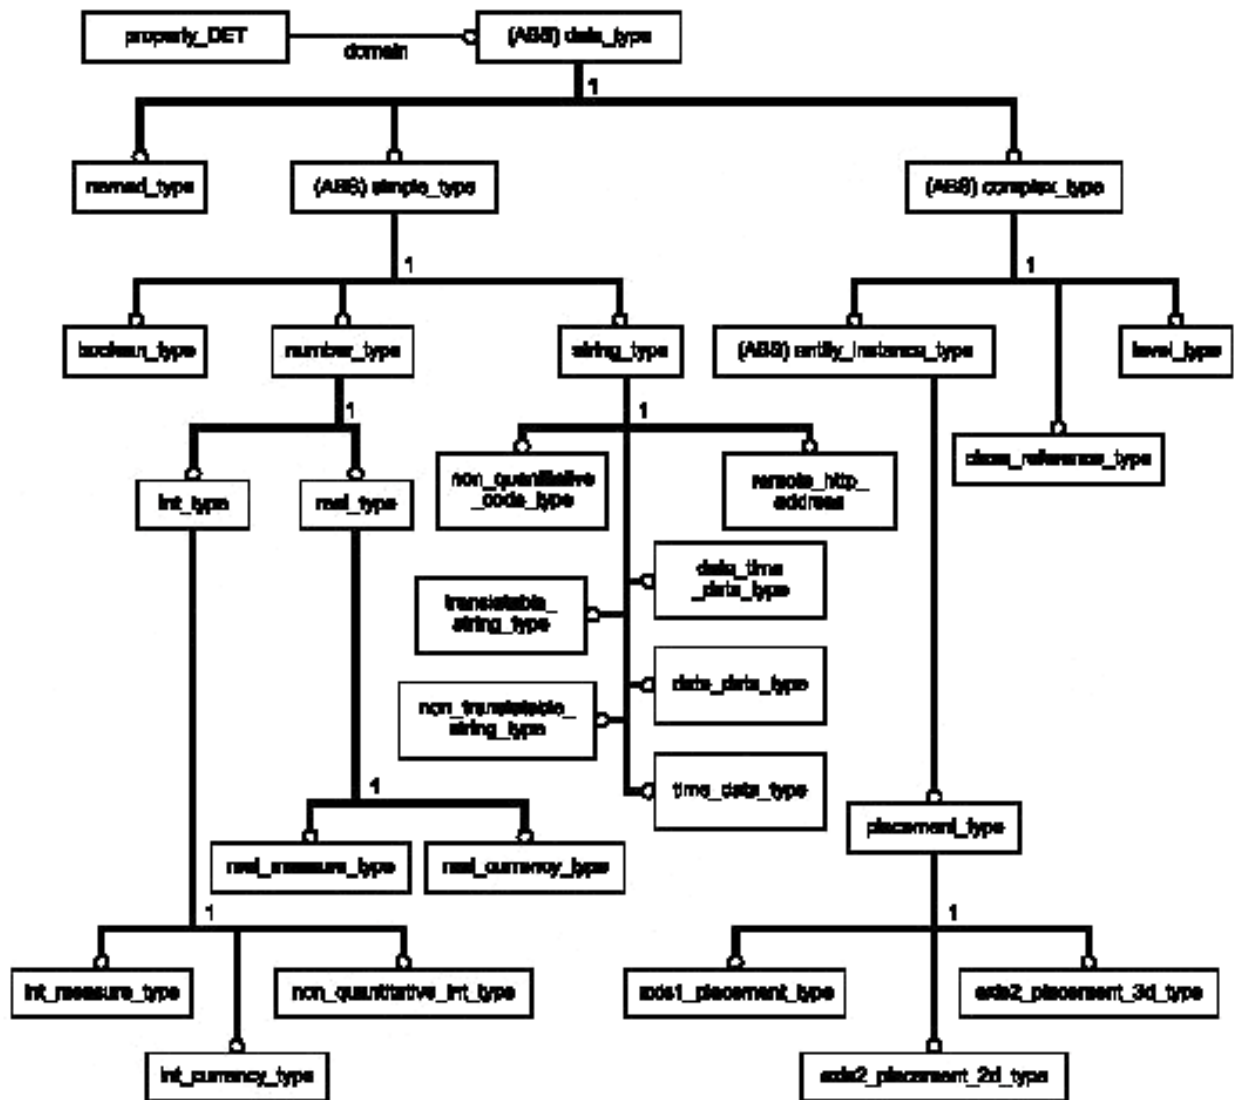 property_DET
(ABS) data_type
domain
1
named_type
(ABS) simple_type
(ABS) complex_type
1
1
boolean_type
number_type
string_type
(ABS) entity_instance_type
level_type
1
1
class_reference_type
non_quantitative
_code_type
remote_http_
address
int_type
real_type
date_time
_data_type
translatable_
string_type
date_data_type
non_translatable_
string_type
time_data_type
1
placement_type
real_measure_type
real_currency_type
1
1
int_measure_type
non_quantitative_int_type
axis1_placement_type
axis2_placement_3d_type
int_currency_type
axis2_placement_2d_type